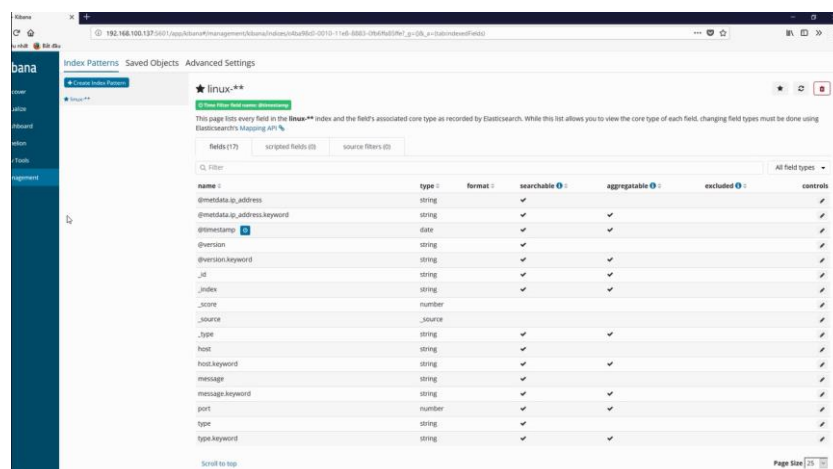 - Kibana
192.168.100.137:5601/app/kibana#/management/kibana/indices/
bana
Index Patterns Saved Objects Advanced Settings
cover
ualize
shboard
Tools
nagement
+ Create Index Pattern
★ linux-**
★ linux-**
Time Filter field name: @timestamp
This page lists every field in the linux-** index and the field's associated core type as recorded by Elasticsearch. While this list allows you to view the core type of each field, changing field types must be done using
Elasticsearch's Mapping API
fields (17) scripted fields (0) source filters (0)
Filter
All field types
name type format searchable aggregatable excluded controls
@metdata.ip_address string
@metdata.ip_address.keyword string
@timestamp date
@version string
@version.keyword string
_id string
_index string
_score number
_source _source
_type string
host string
host.keyword string
message string
message.keyword string
port number
type string
type.keyword string
Scroll to top
Page Size 25